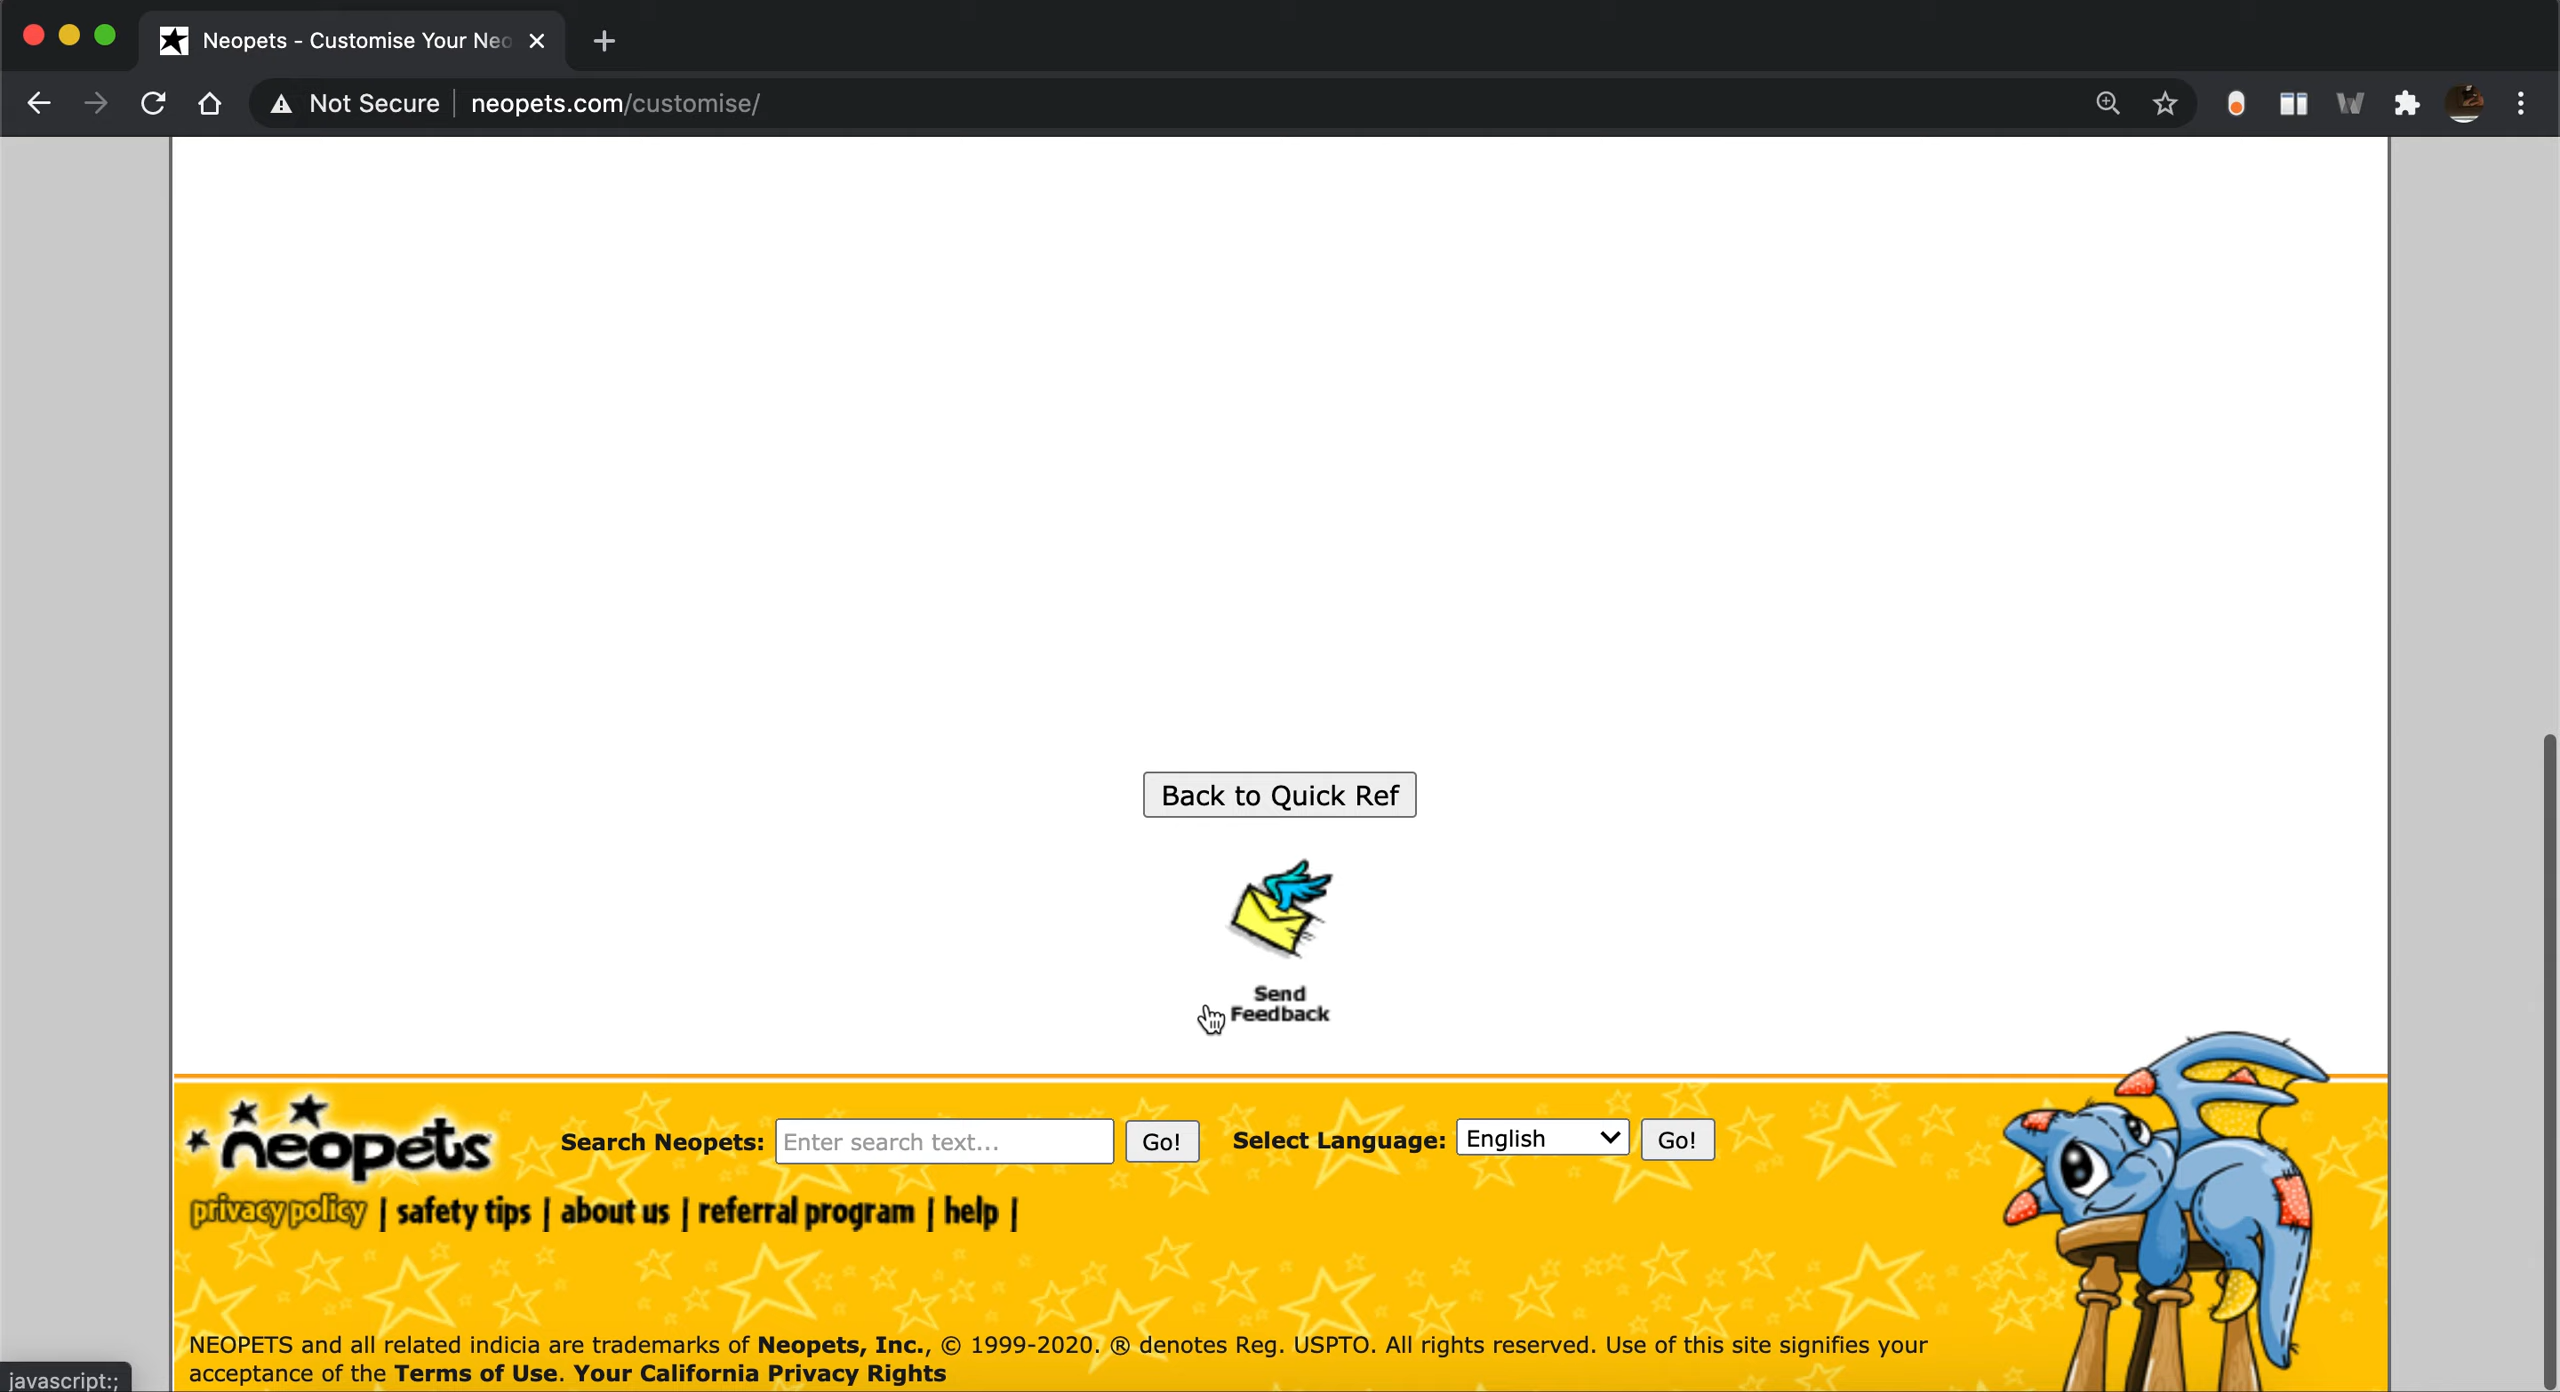 Neopets - Customise Your Neo
Not Secure neopets.com/customise/
Back to Quick Ref
Send
Feedback
neopets
Search Neopets: Enter search text... Go! Select Language: English Go!
privacy policy | safety tips | about us | referral program | help |
NEOPETS and all related indicia are trademarks of Neopets, Inc., © 1999-2020. ® denotes Reg. USPTO. All rights reserved. Use of this site signifies your
acceptance of the Terms of Use. Your California Privacy Rights
javascript:;